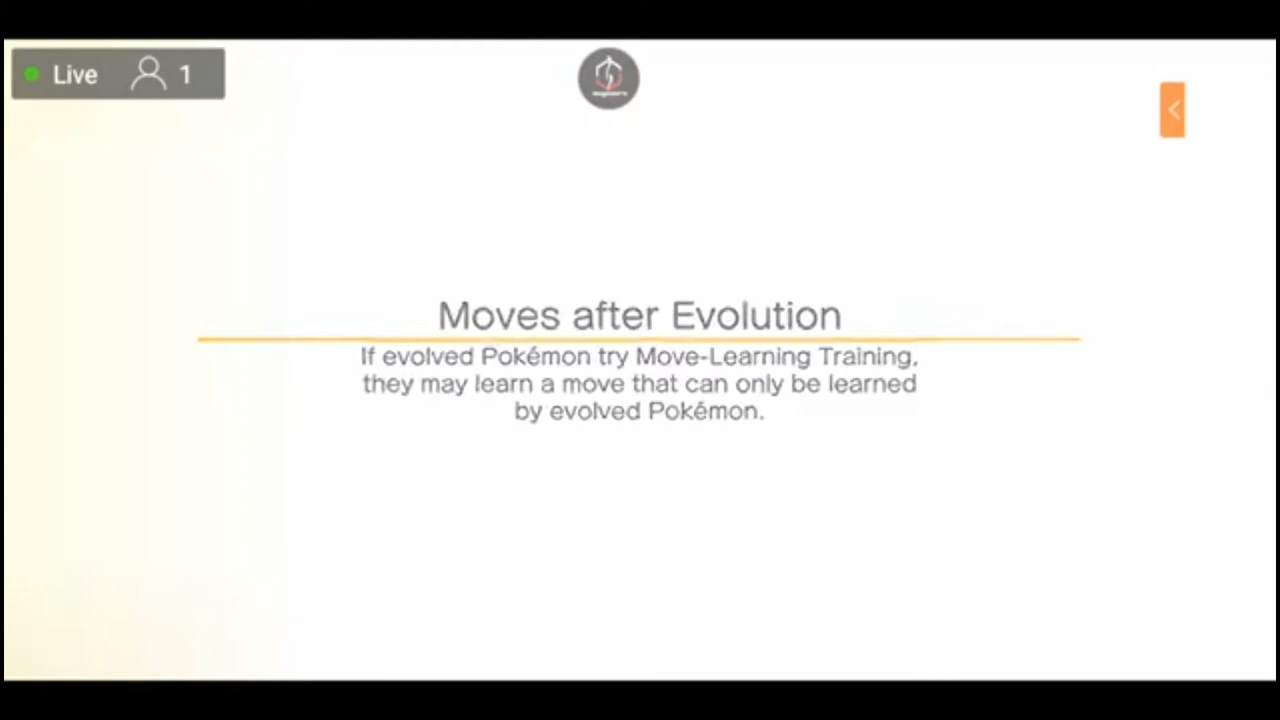 Live 1
Moves after Evolution
If evolved Pokémon try Move-Learning Training,
they may learn a move that can only be learned
by evolved Pokémon.